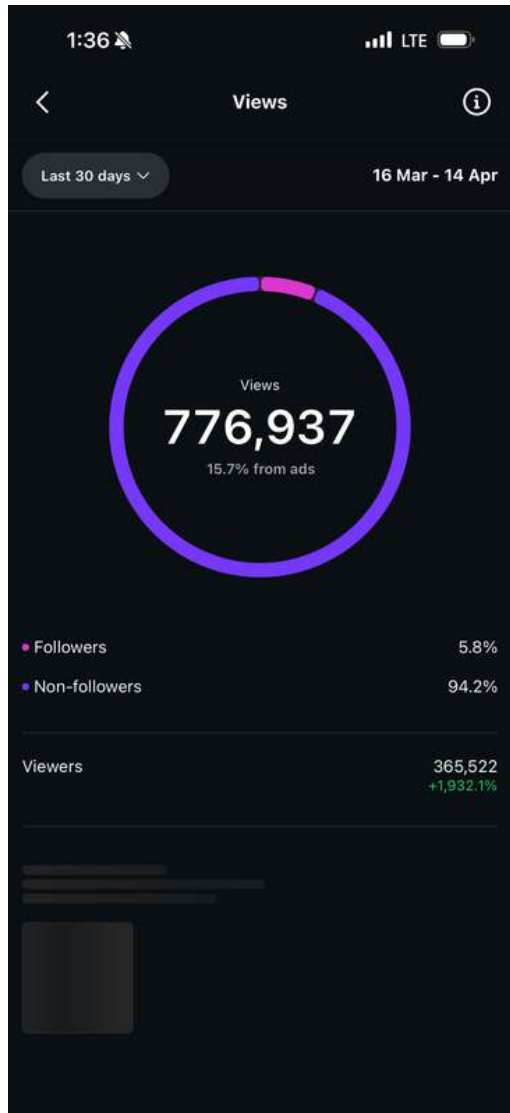 1:36
LTE
Views
Last 30 days
16 Mar - 14 Apr
Views
776,937
15.7% from ads
Followers 5.8%
Non-followers 94.2%
Viewers 365,522
+1,932.1%